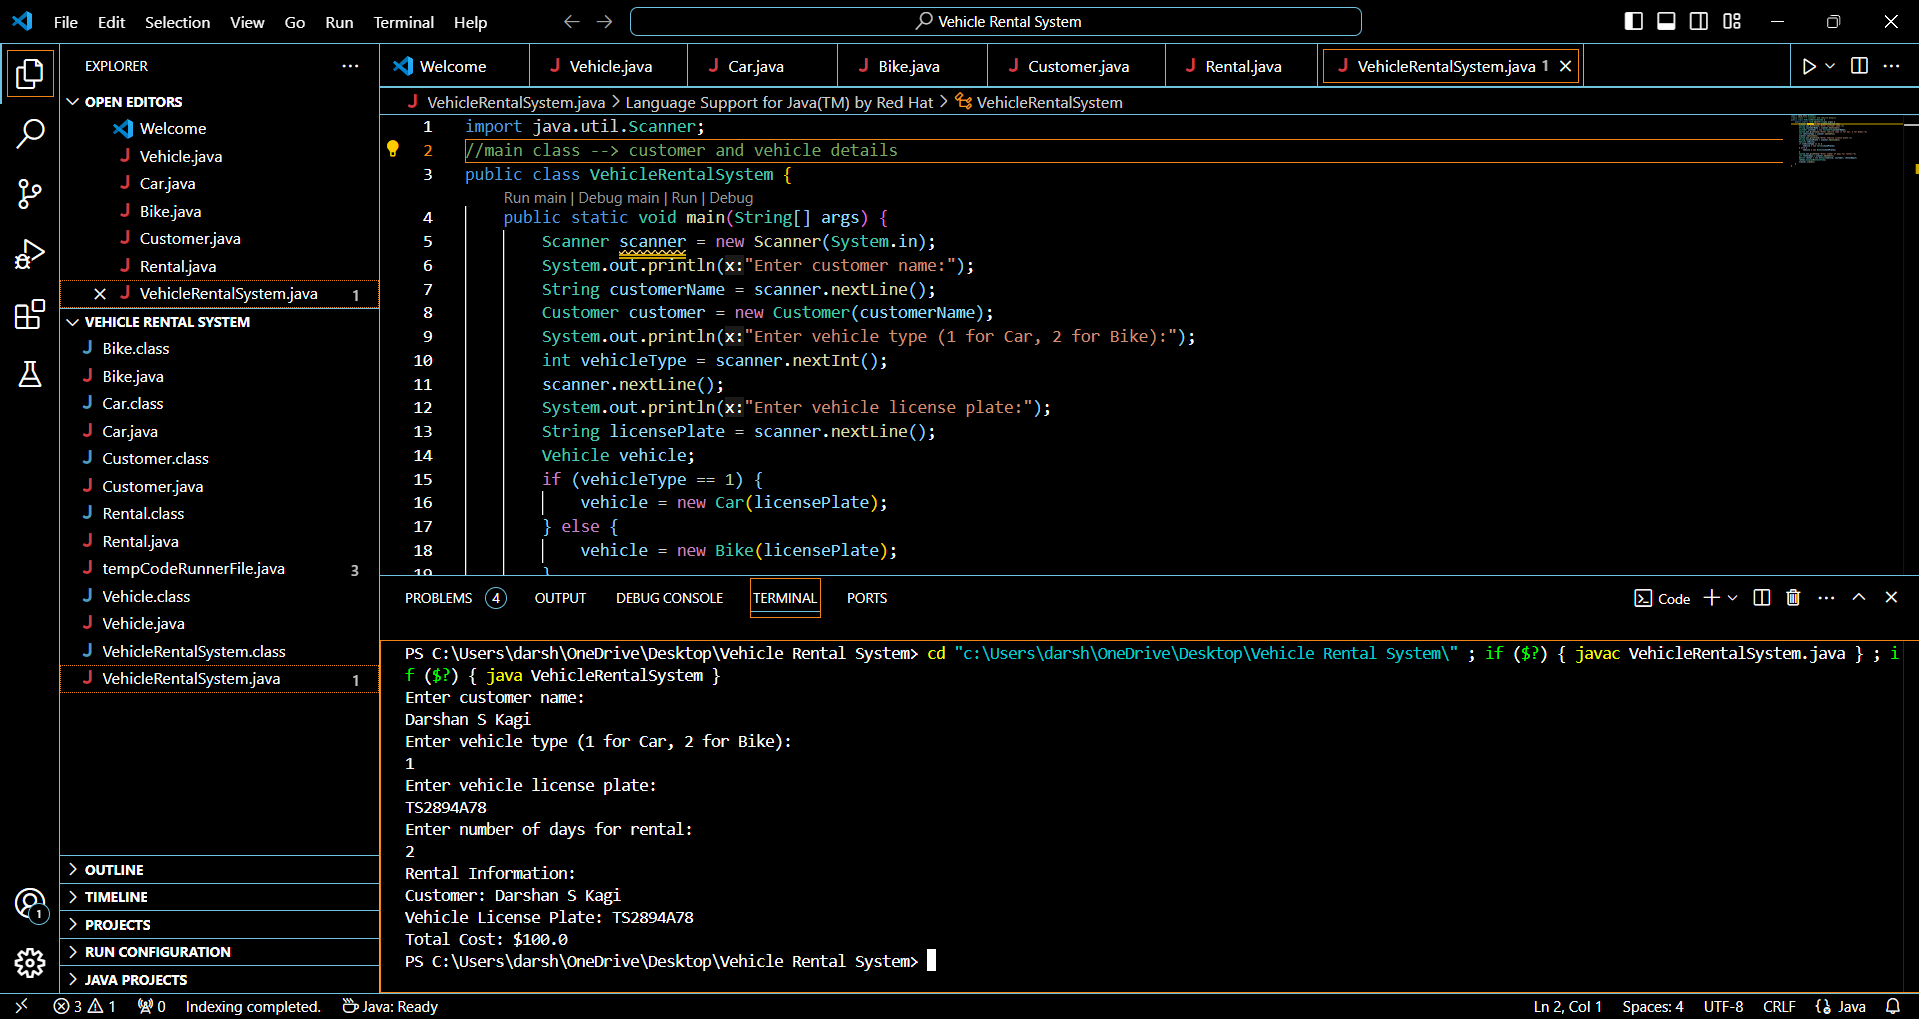 File Edit Selection View Go Run Terminal Help
Vehicle Rental System
EXPLORER
OPEN EDITORS
Welcome
Vehicle.java
Car.java
Bike.java
Customer.java
Rental.java
VehicleRentalSystem.java 1
VEHICLE RENTAL SYSTEM
Bike.class
Bike.java
Car.class
Car.java
Customer.class
Customer.java
Rental.class
Rental.java
tempCodeRunnerFile.java 3
Vehicle.class
Vehicle.java
VehicleRentalSystem.class
VehicleRentalSystem.java 1
OUTLINE
TIMELINE
PROJECTS
RUN CONFIGURATION
JAVA PROJECTS
1
Welcome Vehicle.java Car.java Bike.java Customer.java Rental.java VehicleRentalSystem.java 1
VehicleRentalSystem.java > Language Support for Java(TM) by Red Hat > VehicleRentalSystem
1 import java.util.Scanner;
2 //main class --> customer and vehicle details
3 public class VehicleRentalSystem {
Run main | Debug main | Run | Debug
4 public static void main(String[] args) {
5 Scanner scanner = new Scanner(System.in);
6 System.out.println(x:"Enter customer name:");
7 String customerName = scanner.nextLine();
8 Customer customer = new Customer(customerName);
9 System.out.println(x:"Enter vehicle type (1 for Car, 2 for Bike):");
10 int vehicleType = scanner.nextInt();
11 scanner.nextLine();
12 System.out.println(x:"Enter vehicle license plate:");
13 String licensePlate = scanner.nextLine();
14 Vehicle vehicle;
15 if (vehicleType == 1) {
16 vehicle = new Car(licensePlate);
17 } else {
18 vehicle = new Bike(licensePlate);
19 }
PROBLEMS 4 OUTPUT DEBUG CONSOLE TERMINAL PORTS Code
PS C:\Users\darsh\OneDrive\Desktop\Vehicle Rental System> cd "c:\Users\darsh\OneDrive\Desktop\Vehicle Rental System\" ; if ($?) { javac VehicleRentalSystem.java } ; i
f ($?) { java VehicleRentalSystem }
Enter customer name:
Darshan S Kagi
Enter vehicle type (1 for Car, 2 for Bike):
1
Enter vehicle license plate:
TS2894A78
Enter number of days for rental:
2
Rental Information:
Customer: Darshan S Kagi
Vehicle License Plate: TS2894A78
Total Cost: $100.0
PS C:\Users\darsh\OneDrive\Desktop\Vehicle Rental System>
3 1 0 Indexing completed. Java: Ready Ln 2, Col 1 Spaces: 4 UTF-8 CRLF Java